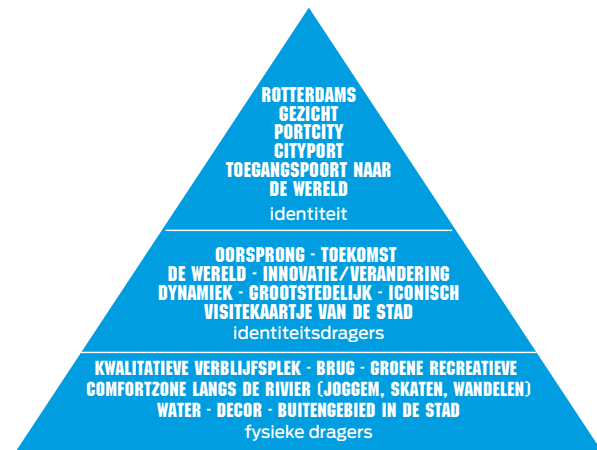 ROTTERDAMS
GEZICHT
PORTCITY
CITYPORT
TOEGANGSPOORT NAAR
DE WERELD
identiteit
OORSPRONG - TOEKOMST
DE WERELD - INNOVATIE/VERANDERING
DYNAMIEK - GROOTSTEDELIJK - ICONISCH
VISITEKAARTJE VAN DE STAD
identiteitsdragers
KWALITATIEVE VERBLIJFSPLEK - BRUG - GROENE RECREATIEVE
COMFORTZONE LANGS DE RIVIER (JOGGEM, SKATEN, WANDELEN)
WATER - DECOR - BUITENGEBIED IN DE STAD
fysieke dragers